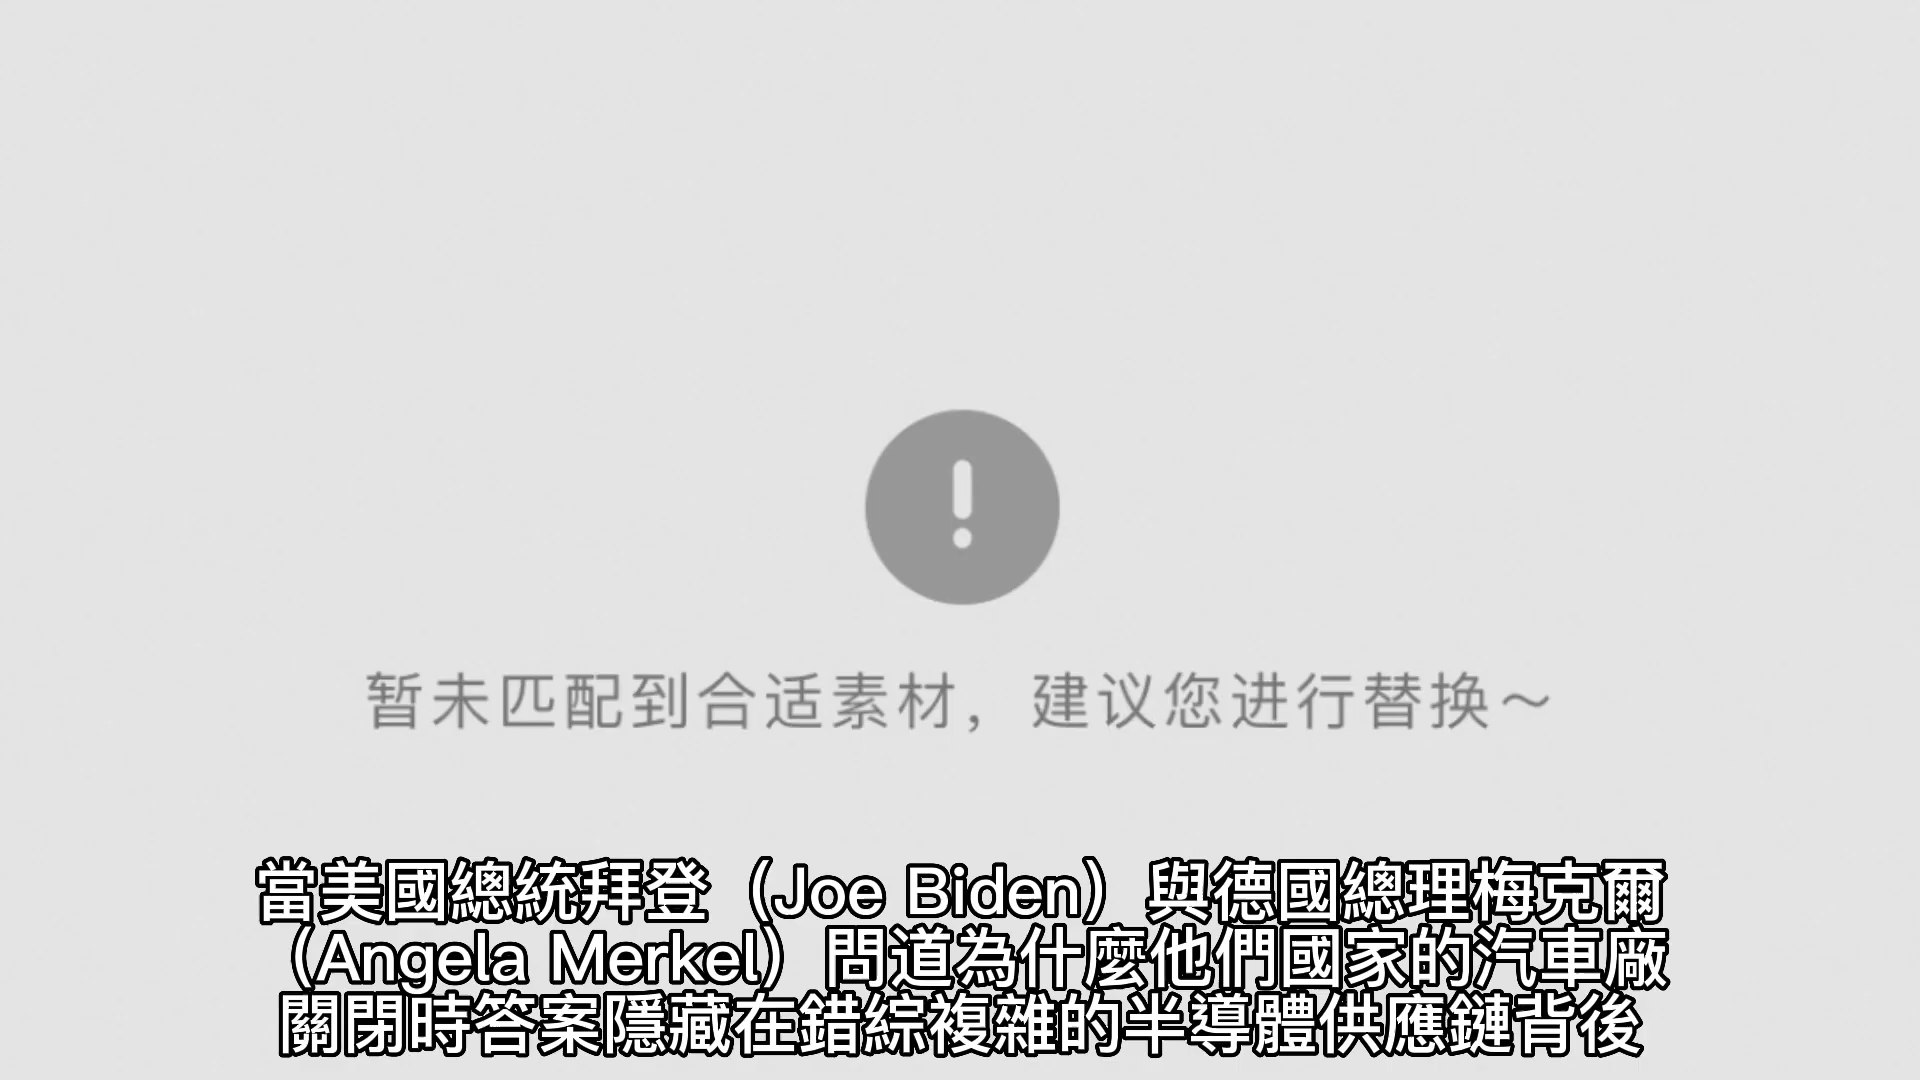 暂未匹配到合适素材，建议您进行替换～
當美國總統拜登（Joe Biden）與德國總理梅克爾
（Angela Merkel）問道為什麼他們國家的汽車廠
關閉時答案隱藏在錯綜複雜的半導體供應鏈背後